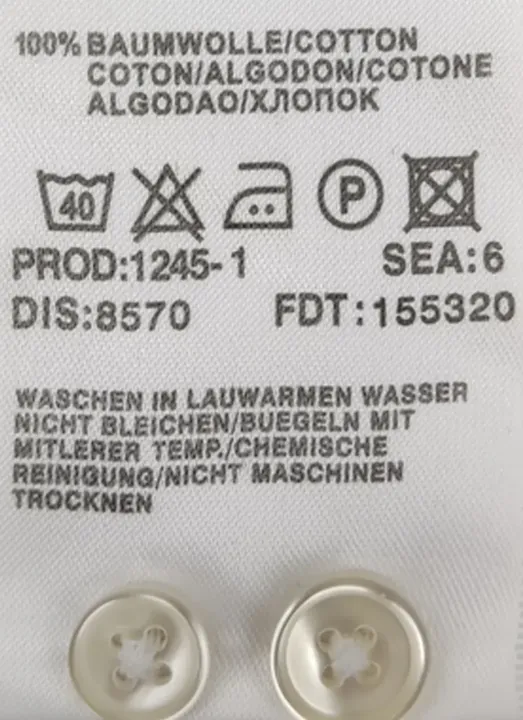 100% BAUMWOLLE/COTTON
COTON/ALGODON/COTONE
ALGODAO/ХЛОПОК
40 P
PROD:1245-1 SEA:6
DIS:8570 FDT:155320
WASCHEN IN LAUWARMEN WASSER
NICHT BLEICHEN/BUEGELN MIT
MITLERER TEMP./CHEMISCHE
REINIGUNG/NICHT MASCHINEN
TROCKNEN